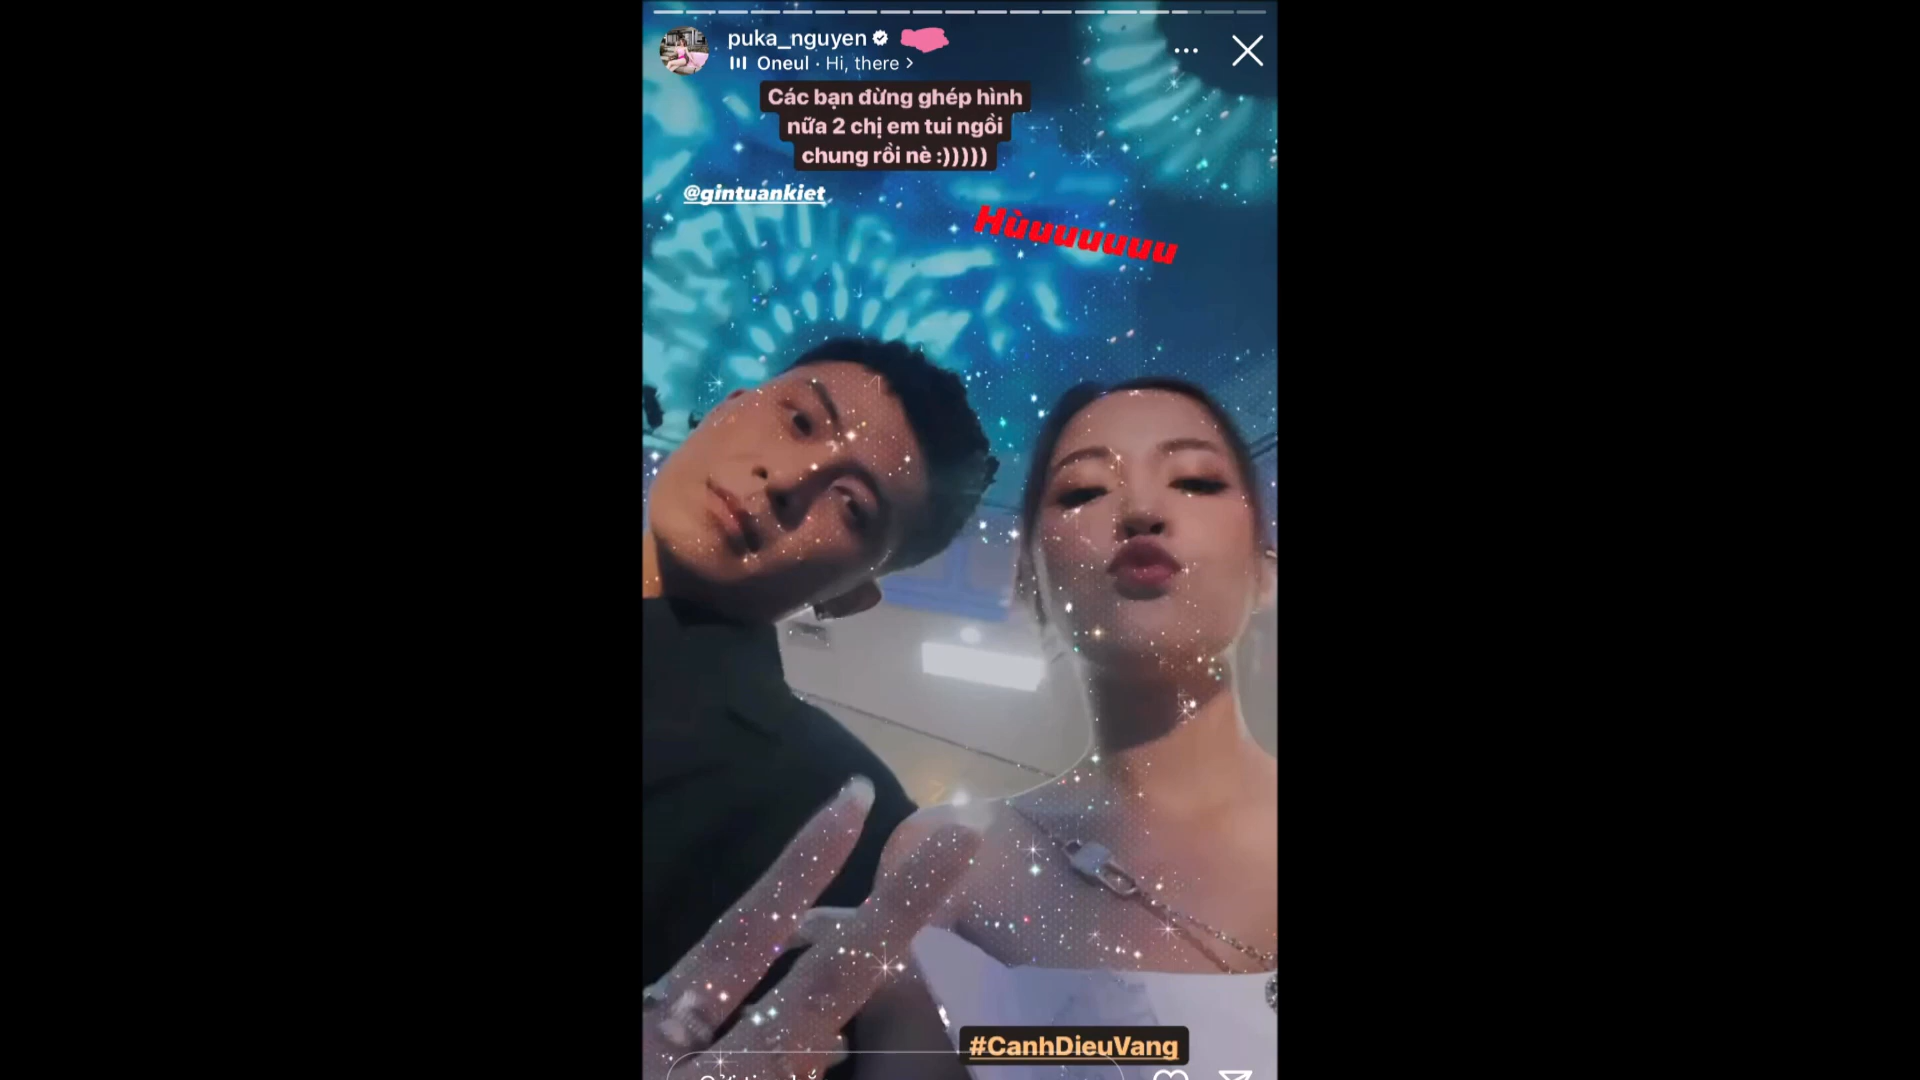 puka_nguyen
Oneul · Hi, there >
Các bạn đừng ghép hình
nữa 2 chị em tui ngồi
chung rồi nè :)))))
@gintuankiet
Hùuuuuuuu
#CanhDieuVang